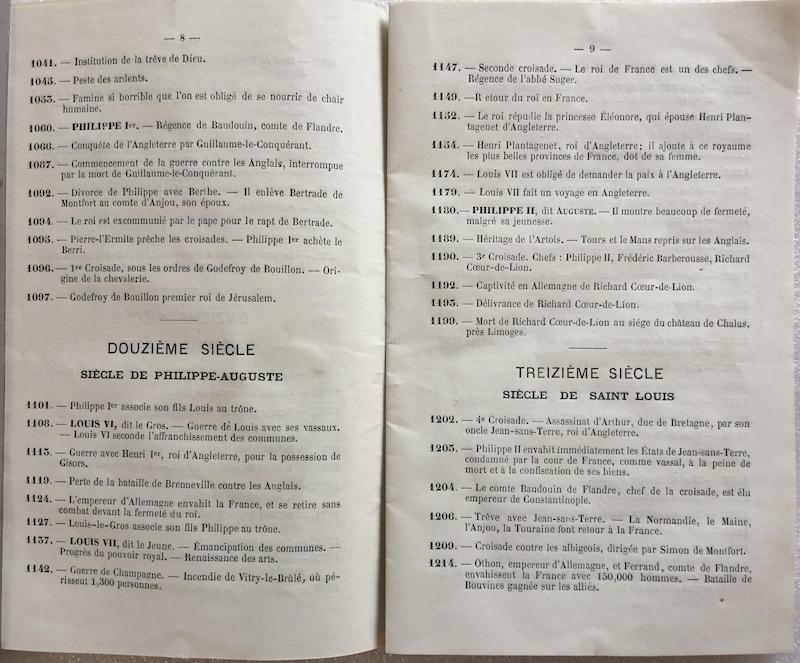 — 8 —
1041. — Institution de la trêve de Dieu.
1043. — Peste des ardents.
1033. — Famine si horrible que l'on est obligé de se nourrir de chair
humaine.
1060. — PHILIPPE Ier. — Régence de Baudouin, comte de Flandre.
1066. — Conquête de l'Angleterre par Guillaume-le-Conquérant.
1087. — Commencement de la guerre contre les Anglais, interrompue
par la mort de Guillaume-le-Conquérant.
1092. — Divorce de Philippe avec Berthe. — Il enlève Bertrade de
Montfort au comte d'Anjou, son époux.
1094. — Le roi est excommunié par le pape pour le rapt de Bertrade.
1095. — Pierre-l'Ermite prêche les croisades. — Philippe Ier achète le
Berri.
1096. — 1re Croisade, sous les ordres de Godefroy de Bouillon. — Ori-
gine de la chevalerie.
1097. — Godefroy de Bouillon premier roi de Jérusalem.
DOUZIÈME SIÈCLE
SIÈCLE DE PHILIPPE-AUGUSTE
1101. — Philippe Ier associe son fils Louis au trône.
1108. — LOUIS VI, dit le Gros. — Guerre de Louis avec ses vassaux.
— Louis VI seconde l'affranchissement des communes.
1113. — Guerre avec Henri Ier, roi d'Angleterre, pour la possession de
Gisors.
1119. — Perte de la bataille de Brenneville contre les Anglais.
1124. — L'empereur d'Allemagne envahit la France, et se retire sans
combat devant la fermeté du roi.
1127. — Louis-le-Gros associe son fils Philippe au trône.
1137. — LOUIS VII, dit le Jeune. — Émancipation des communes. —
Progrès du pouvoir royal. — Renaissance des arts.
1142. — Guerre de Champagne. — Incendie de Vitry-le-Brûlé, où pé-
rissent 1,300 personnes.
— 9 —
1147. — Seconde croisade. — Le roi de France est un des chefs. —
Régence de l'abbé Suger.
1149. —R etour du roi en France.
1152. — Le roi répudie la princesse Éléonore, qui épouse Henri Plan-
tagenet d'Angleterre.
1154. — Henri Plantagenet, roi d'Angleterre; il ajoute à ce royaume
les plus belles provinces de France, dot de sa femme.
1174. — Louis VII est obligé de demander la paix à l'Angleterre.
1179. — Louis VII fait un voyage en Angleterre.
1180.— PHILIPPE II, dit AUGUSTE. — Il montre beaucoup de fermeté,
malgré sa jeunesse.
1189. — Héritage de l'Artois. — Tours et le Mans repris sur les Anglais.
1190. — 3e Croisade. Chefs : Philippe II, Frédéric Barberousse, Richard
Cœur-de-Lion.
1192. — Captivité en Allemagne de Richard Cœur-de-Lion.
1193. — Délivrance de Richard Cœur-de-Lion.
1199. — Mort de Richard Cœur-de-Lion au siége du château de Chalus,
près Limoges.
TREIZIÈME SIÈCLE
SIÈCLE DE SAINT LOUIS
1202. — 4e Croisade. — Assassinat d'Arthur, duc de Bretagne, par son
oncle Jean-sans-Terre, roi d'Angleterre.
1203. — Philippe II envahit immédiatement les États de Jean-sans-Terre,
condamné par la cour de France, comme vassal, à la peine de
mort et à la confiscation de ses biens.
1204. — Le comte Baudouin de Flandre, chef de la croisade, est élu
empereur de Constantinople.
1206. — Trêve avec Jean-sans-Terre. — La Normandie, le Maine,
l'Anjou, la Touraine font retour à la France.
1209. — Croisade contre les albigeois, dirigée par Simon de Montfort.
1214. — Othon, empereur d'Allemagne, et Ferrand, comte de Flandre,
envahissent la France avec 150,000 hommes. — Bataille de
Bouvines gagnée sur les alliés.